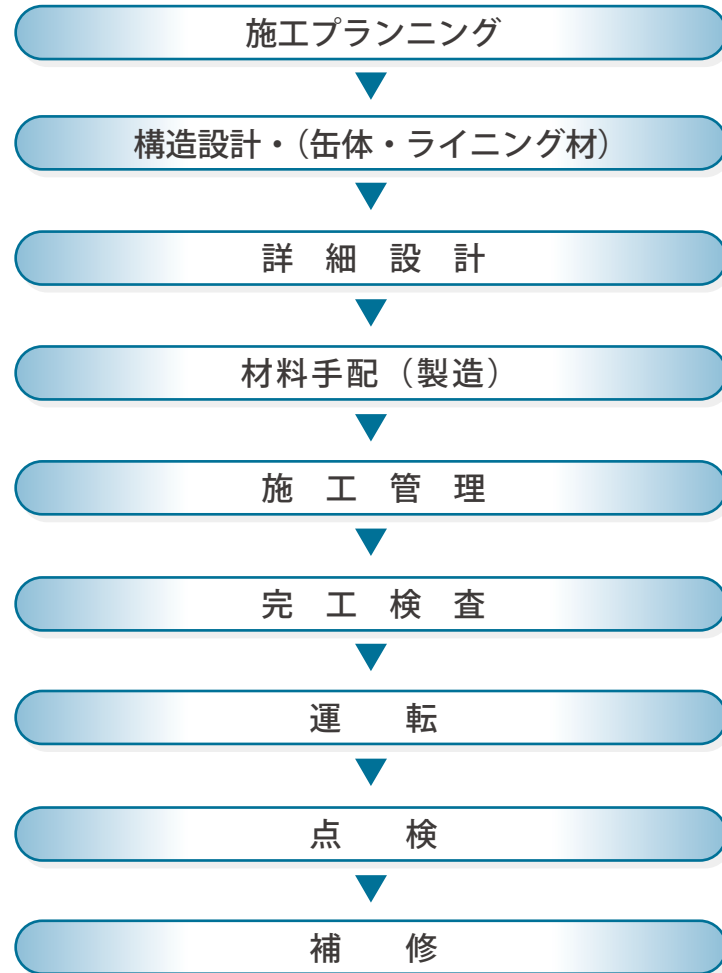 施工プランニング
構造設計・（缶体・ライニング材）
詳細設計
材料手配（製造）
施工管理
完工検査
運転
点検
補修